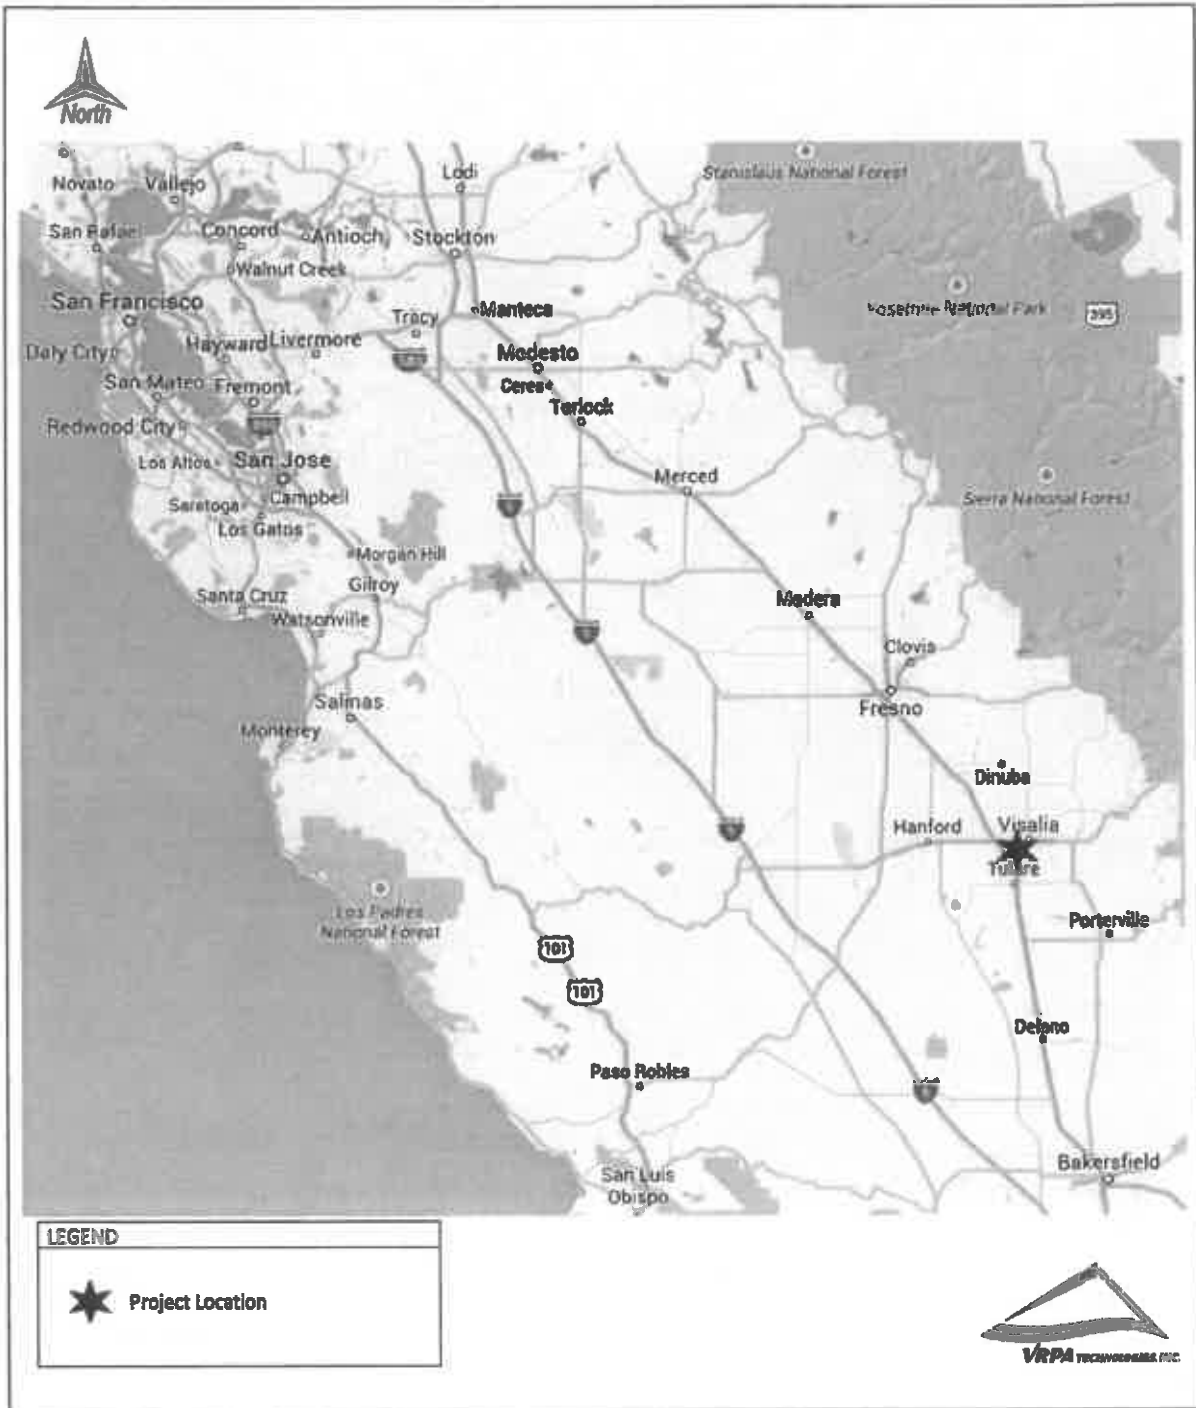 North
Lodi
Stanislaus National Forest
Novato
Vallejo
San Rafael
Concord
Antioch
Stockton
Walnut Creek
San Francisco
Manteca
Tracy
395
Daly City
Hayward
Livermore
Modesto
San Mateo
Fremont
Ceres
Redwood City
Los Altos
San Jose
Merced
Sierra National Forest
Saratoga
Campbell
Los Gatos
Morgan Hill
Gilroy
Santa Cruz
Watsonville
Clovis
Salinas
Fresno
Monterey
Dinuba
Hanford
Visalia
Tulare
Los Padres
National Forest
Porterville
101
101
Delano
Paso Robles
Bakersfield
San Luis
Obispo
LEGEND
Project Location
VRPA TECHNOLOGIES, INC.